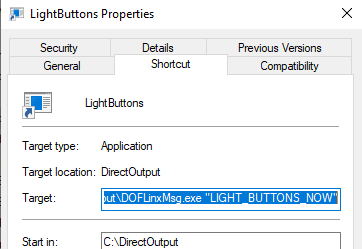 LightButtons Properties
Security Details Previous Versions
General Shortcut Compatibility
LightButtons
Target type: Application
Target location: DirectOutput
Target: out\DOFLinxMsg.exe "LIGHT_BUTTONS_NOW"
Start in: C:\DirectOutput